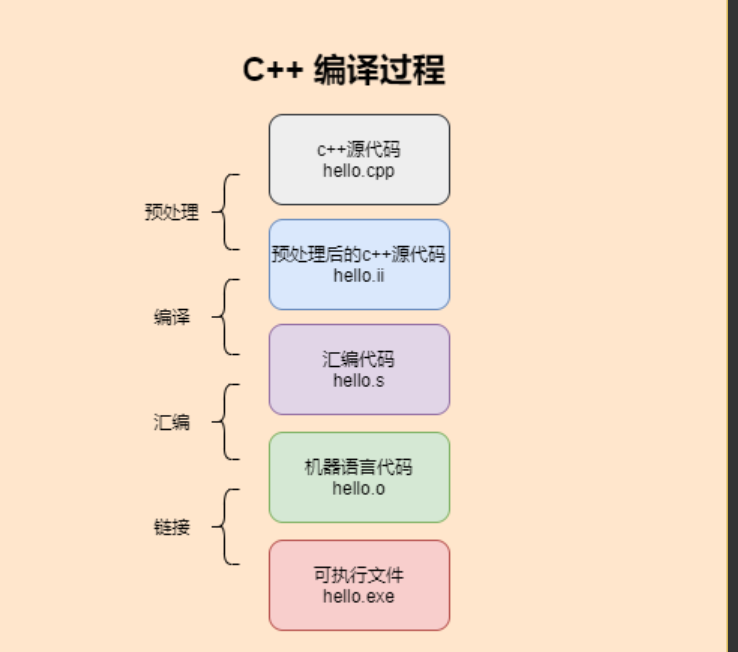 C++ 编译过程
c++源代码
hello.cpp
预处理
预处理后的c++源代码
hello.ii
编译
汇编代码
hello.s
汇编
机器语言代码
hello.o
链接
可执行文件
hello.exe